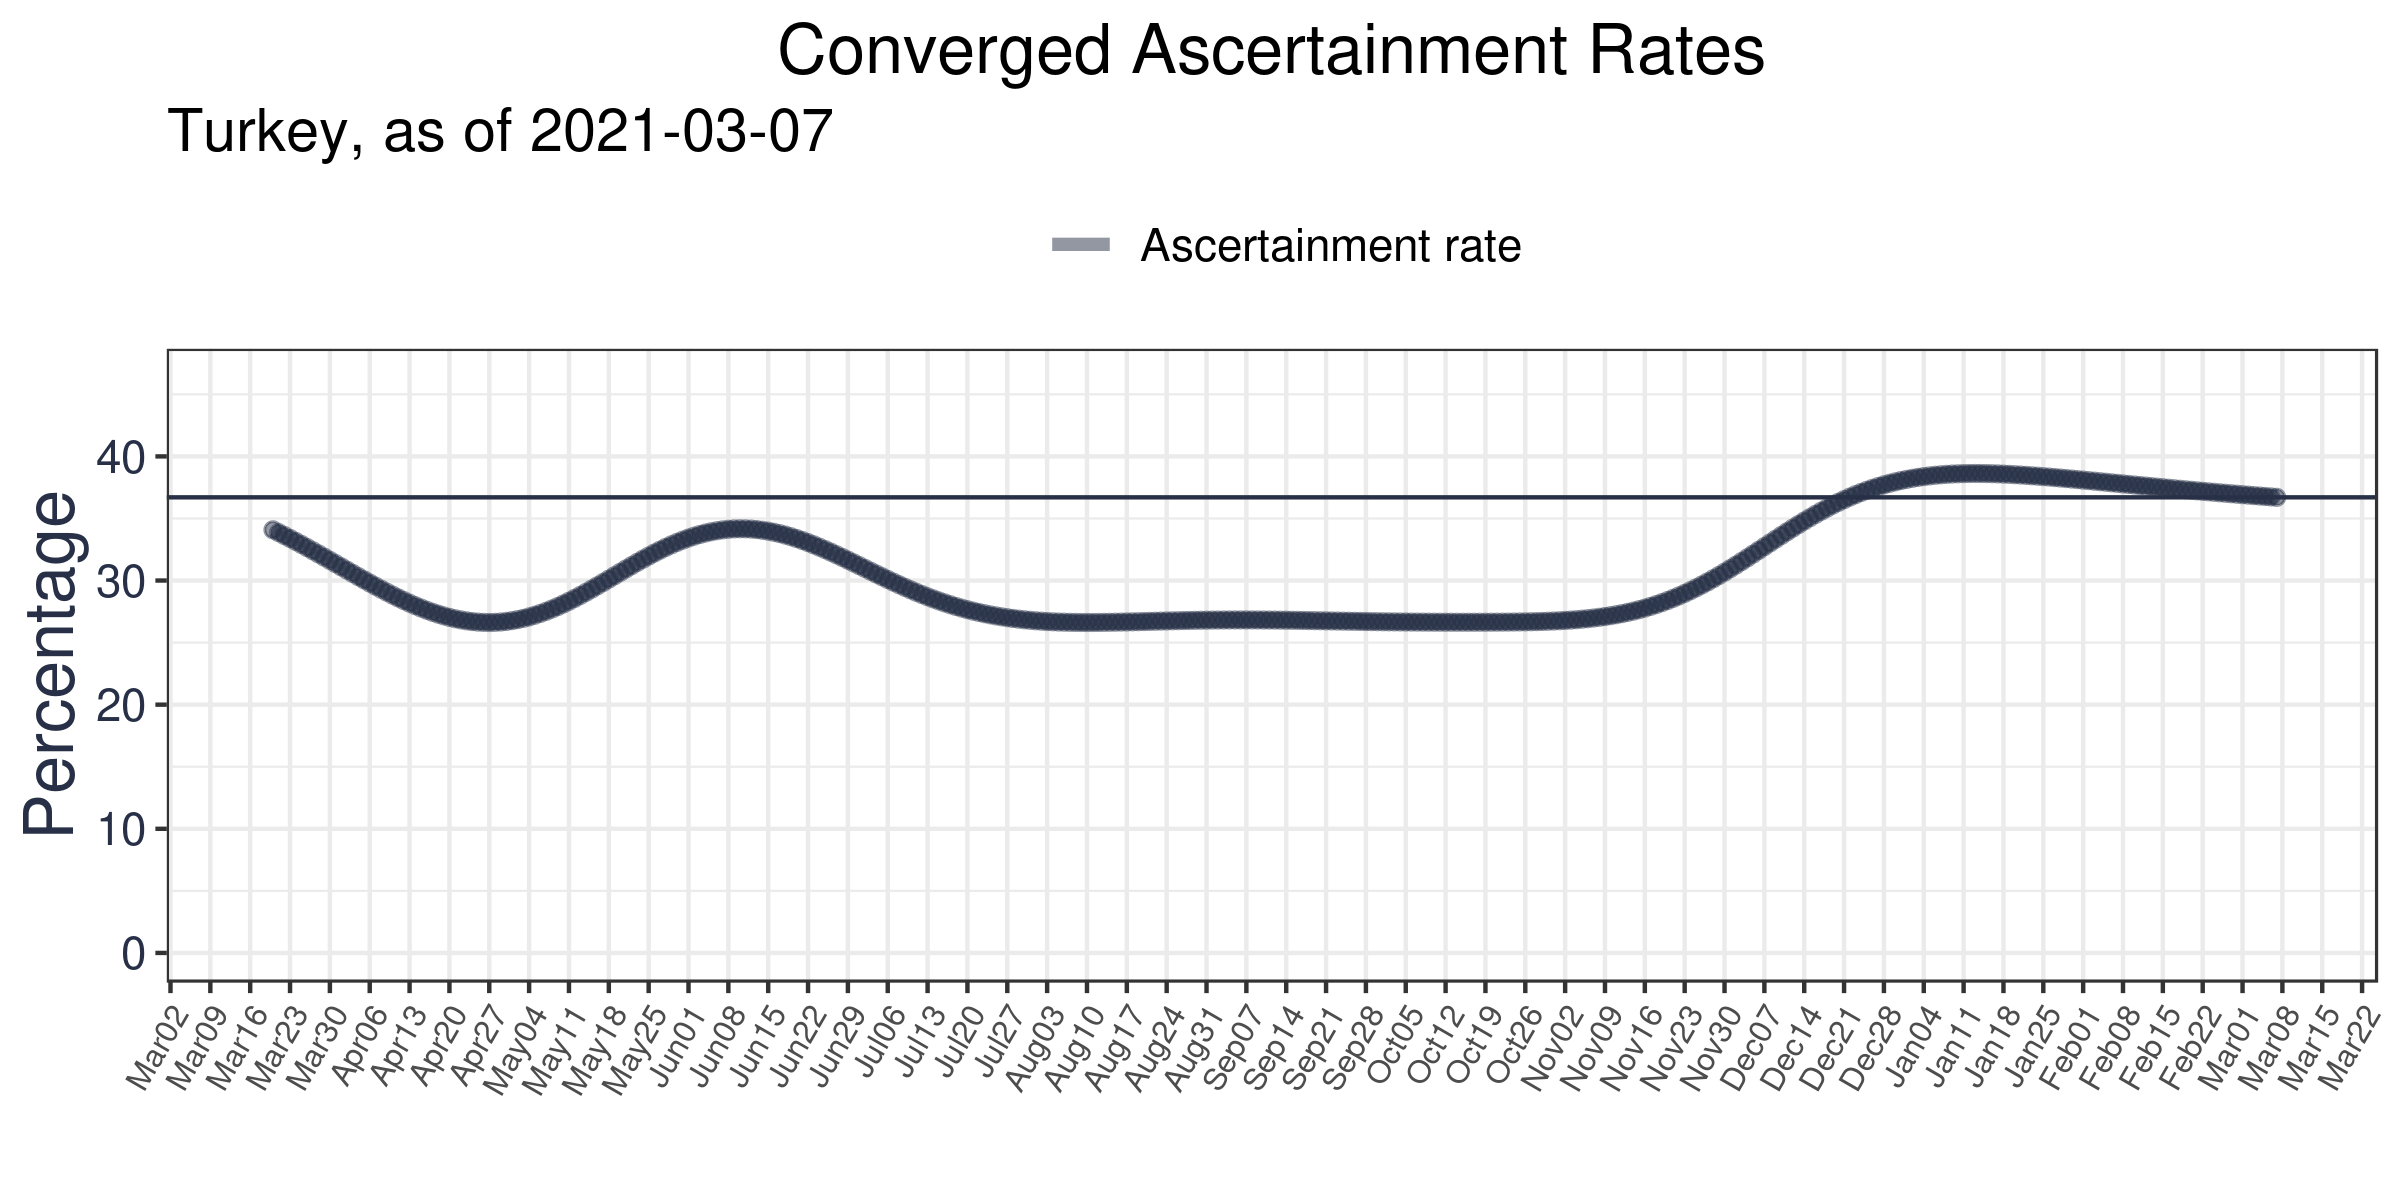 Converged Ascertainment Rates
Turkey, as of 2021-03-07
Ascertainment rate
Percentage
40
30
20
10
0
Mar02 Mar09 Mar16 Mar23 Mar30 Apr06 Apr13 Apr20 Apr27 May04 May11 May18 May25 Jun01 Jun08 Jun15 Jun22 Jun29 Jul06 Jul13 Jul20 Jul27 Aug03 Aug10 Aug17 Aug24 Aug31 Sep07 Sep14 Sep21 Sep28 Oct05 Oct12 Oct19 Oct26 Nov02 Nov09 Nov16 Nov23 Nov30 Dec07 Dec14 Dec21 Dec28 Jan04 Jan11 Jan18 Jan25 Feb01 Feb08 Feb15 Feb22 Mar01 Mar08 Mar15 Mar22